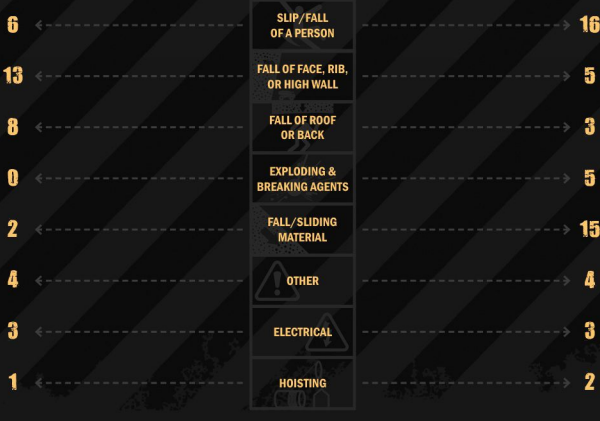 6 SLIP/FALL 16
OF A PERSON
13 FALL OF FACE, RIB, 5
OR HIGH WALL
8 FALL OF ROOF 3
OR BACK
0 EXPLODING & 5
BREAKING AGENTS
2 FALL/SLIDING 15
MATERIAL
4 OTHER 4
3 ELECTRICAL 3
1 HOISTING 2